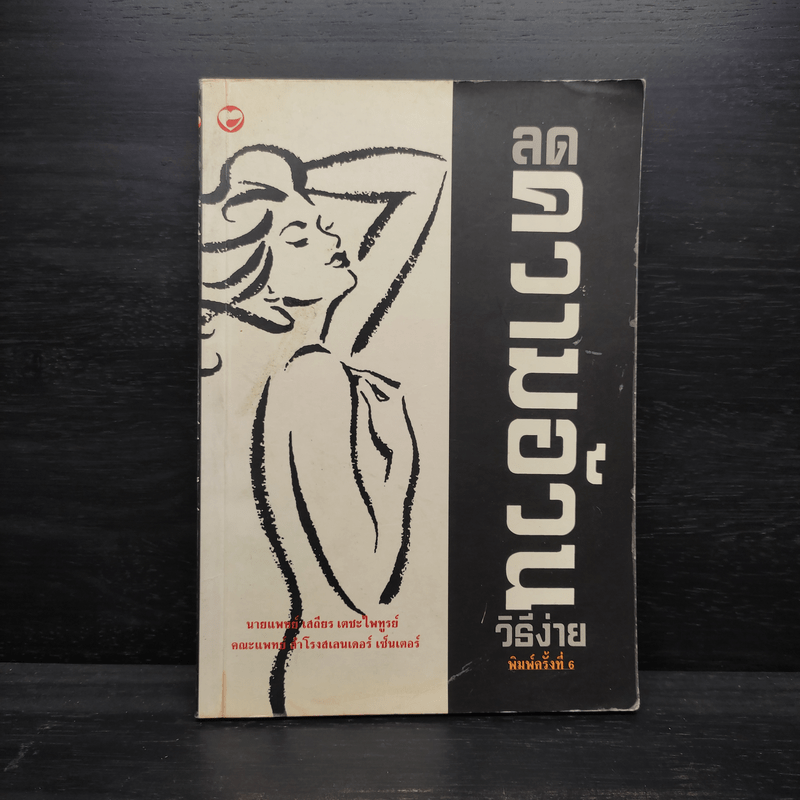 ลด
ความอ้วน
วิธีง่าย
พิมพ์ครั้งที่ 6
นายแพทย์ เสถียร เตชะไพฑูรย์
คณะแพทย์ สำโรงสเลนเดอร์ เซ็นเตอร์